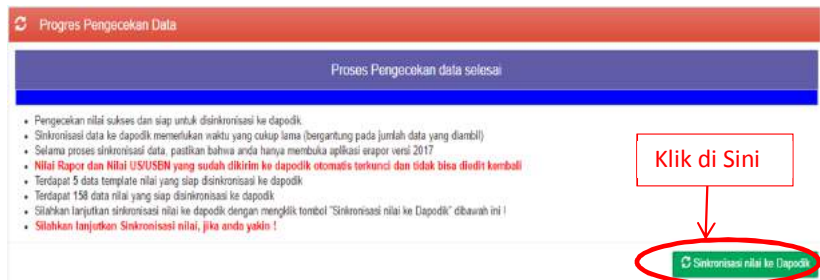 Progres Pengecekan Data
Proses Pengecekan data selesai
Pengecekan nilai sukses dan siap untuk disinkronisasi ke dapodik.
Sinkronisasi data ke dapodik memerlukan waktu yang cukup lama (bergantung pada jumlah data yang diambil)
Selama proses sinkronisasi data, pastikan bahwa anda hanya membuka aplikasi erapor versi 2017
Nilai Rapor dan Nilai US/USBN yang sudah dikirim ke dapodik otomatis terkunci dan tidak bisa diedit kembali
Terdapat 5 data template nilai yang siap disinkronisasi ke dapodik
Terdapat 158 data nilai yang siap disinkronisasi ke dapodik
Silahkan lanjutkan sinkronisasi nilai ke dapodik dengan mengklik tombol "Sinkronisasi nilai ke Dapodik" dibawah ini !
Silahkan lanjutkan Sinkronisasi nilai, jika anda yakin !
Klik di Sini
Sinkronisasi nilai ke Dapodik